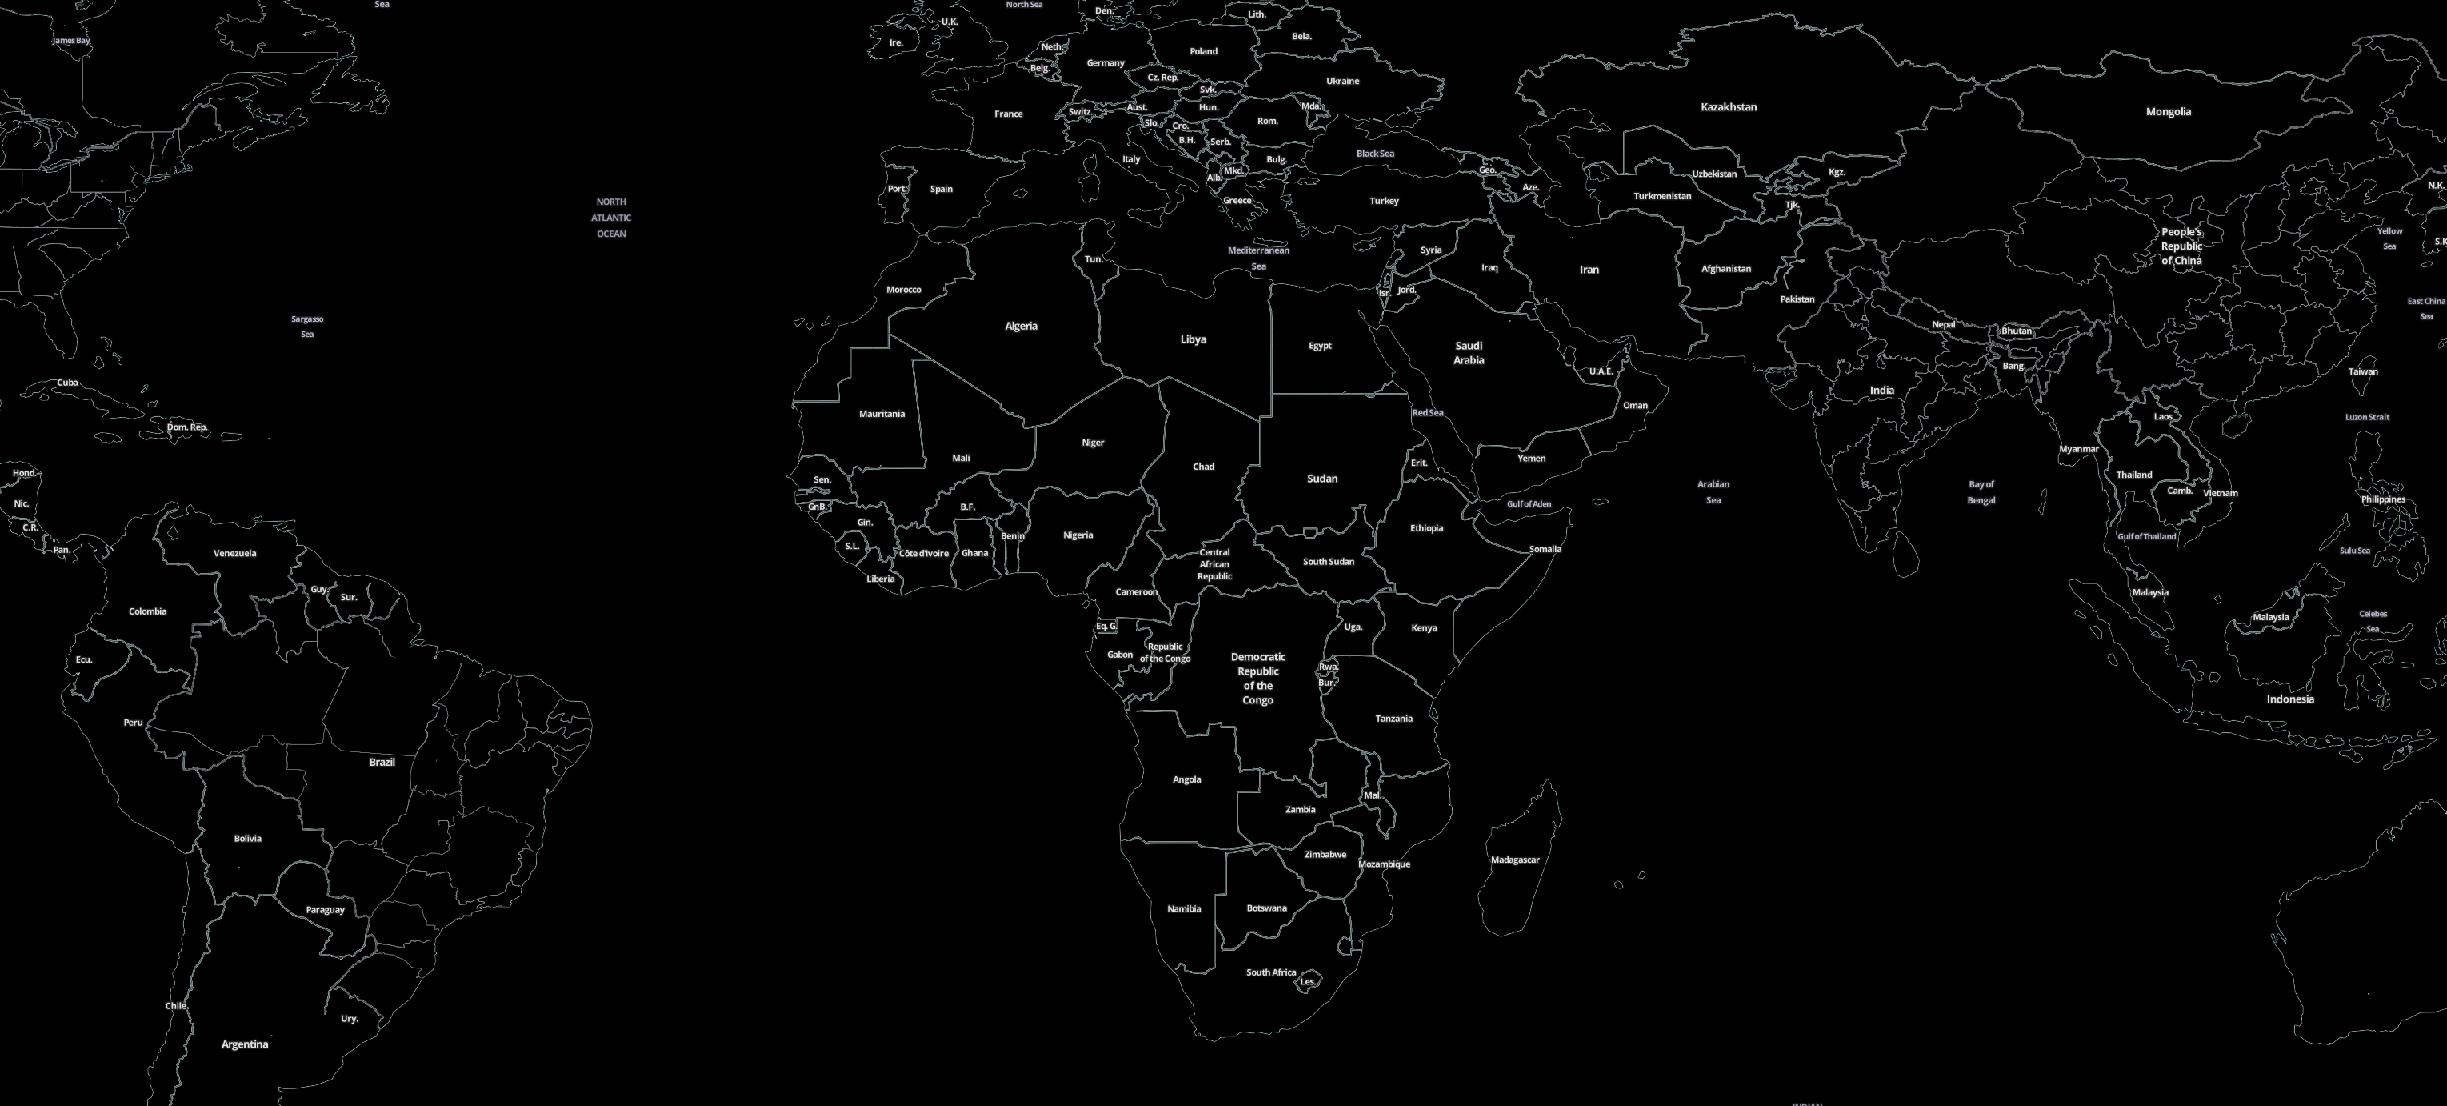 Sea
North Sea
Den.
Lith.
U.K.
James Bay
Ire.
Neth.
Poland
Bela.
Germany
Belg.
Cz. Rep.
Ukraine
Svk.
France
Switz.
Aust.
Hun.
Mda.
Kazakhstan
Mongolia
Slo.
Cro.
Rom.
B.H.
Serb.
Italy
Bulg.
Black Sea
Mkd.
Alb.
Geo.
Aze.
Uzbekistan
Kgz.
Port.
Spain
Greece
Turkey
Turkmenistan
Tjk.
N.K.
NORTH
ATLANTIC
OCEAN
Mediterranean
Sea
Tun.
Syria
Iraq
Iran
Afghanistan
People's
Republic
of China
Yellow
Sea
S.K.
Morocco
Isr.
Jord.
Pakistan
East China
Sea
Sargasso
Sea
Algeria
Libya
Egypt
Saudi
Arabia
U.A.E.
Nepal
Bhutan
Bang.
Taiwan
Cuba
India
Mauritania
Red Sea
Oman
Laos
Luzon Strait
Dom. Rep.
Niger
Mali
Chad
Erit.
Yemen
Myanmar
Hond.
Sen.
Sudan
Arabian
Sea
Bay of
Bengal
Thailand
Camb.
Vietnam
Philippines
Nic.
GnB.
B.F.
Gulf of Aden
C.R.
Gin.
Ethiopia
Pan.
S.L.
Côte d'Ivoire
Ghana
Benin
Nigeria
Gulf of Thailand
Sulu Sea
Venezuela
Liberia
Central
African
Republic
South Sudan
Somalia
Guy.
Sur.
Cameroon
Malaysia
Colombia
Eq. G.
Uga.
Kenya
Malaysia
Celebes
Sea
Ecu.
Gabon
Republic
of the Congo
Democratic
Republic
of the
Congo
Rwa.
Bur.
Indonesia
Peru
Tanzania
Brazil
Angola
Zambia
Mal.
Bolivia
Zimbabwe
Mozambique
Madagascar
Paraguay
Namibia
Botswana
South Africa
Les.
Chile
Ury.
Argentina